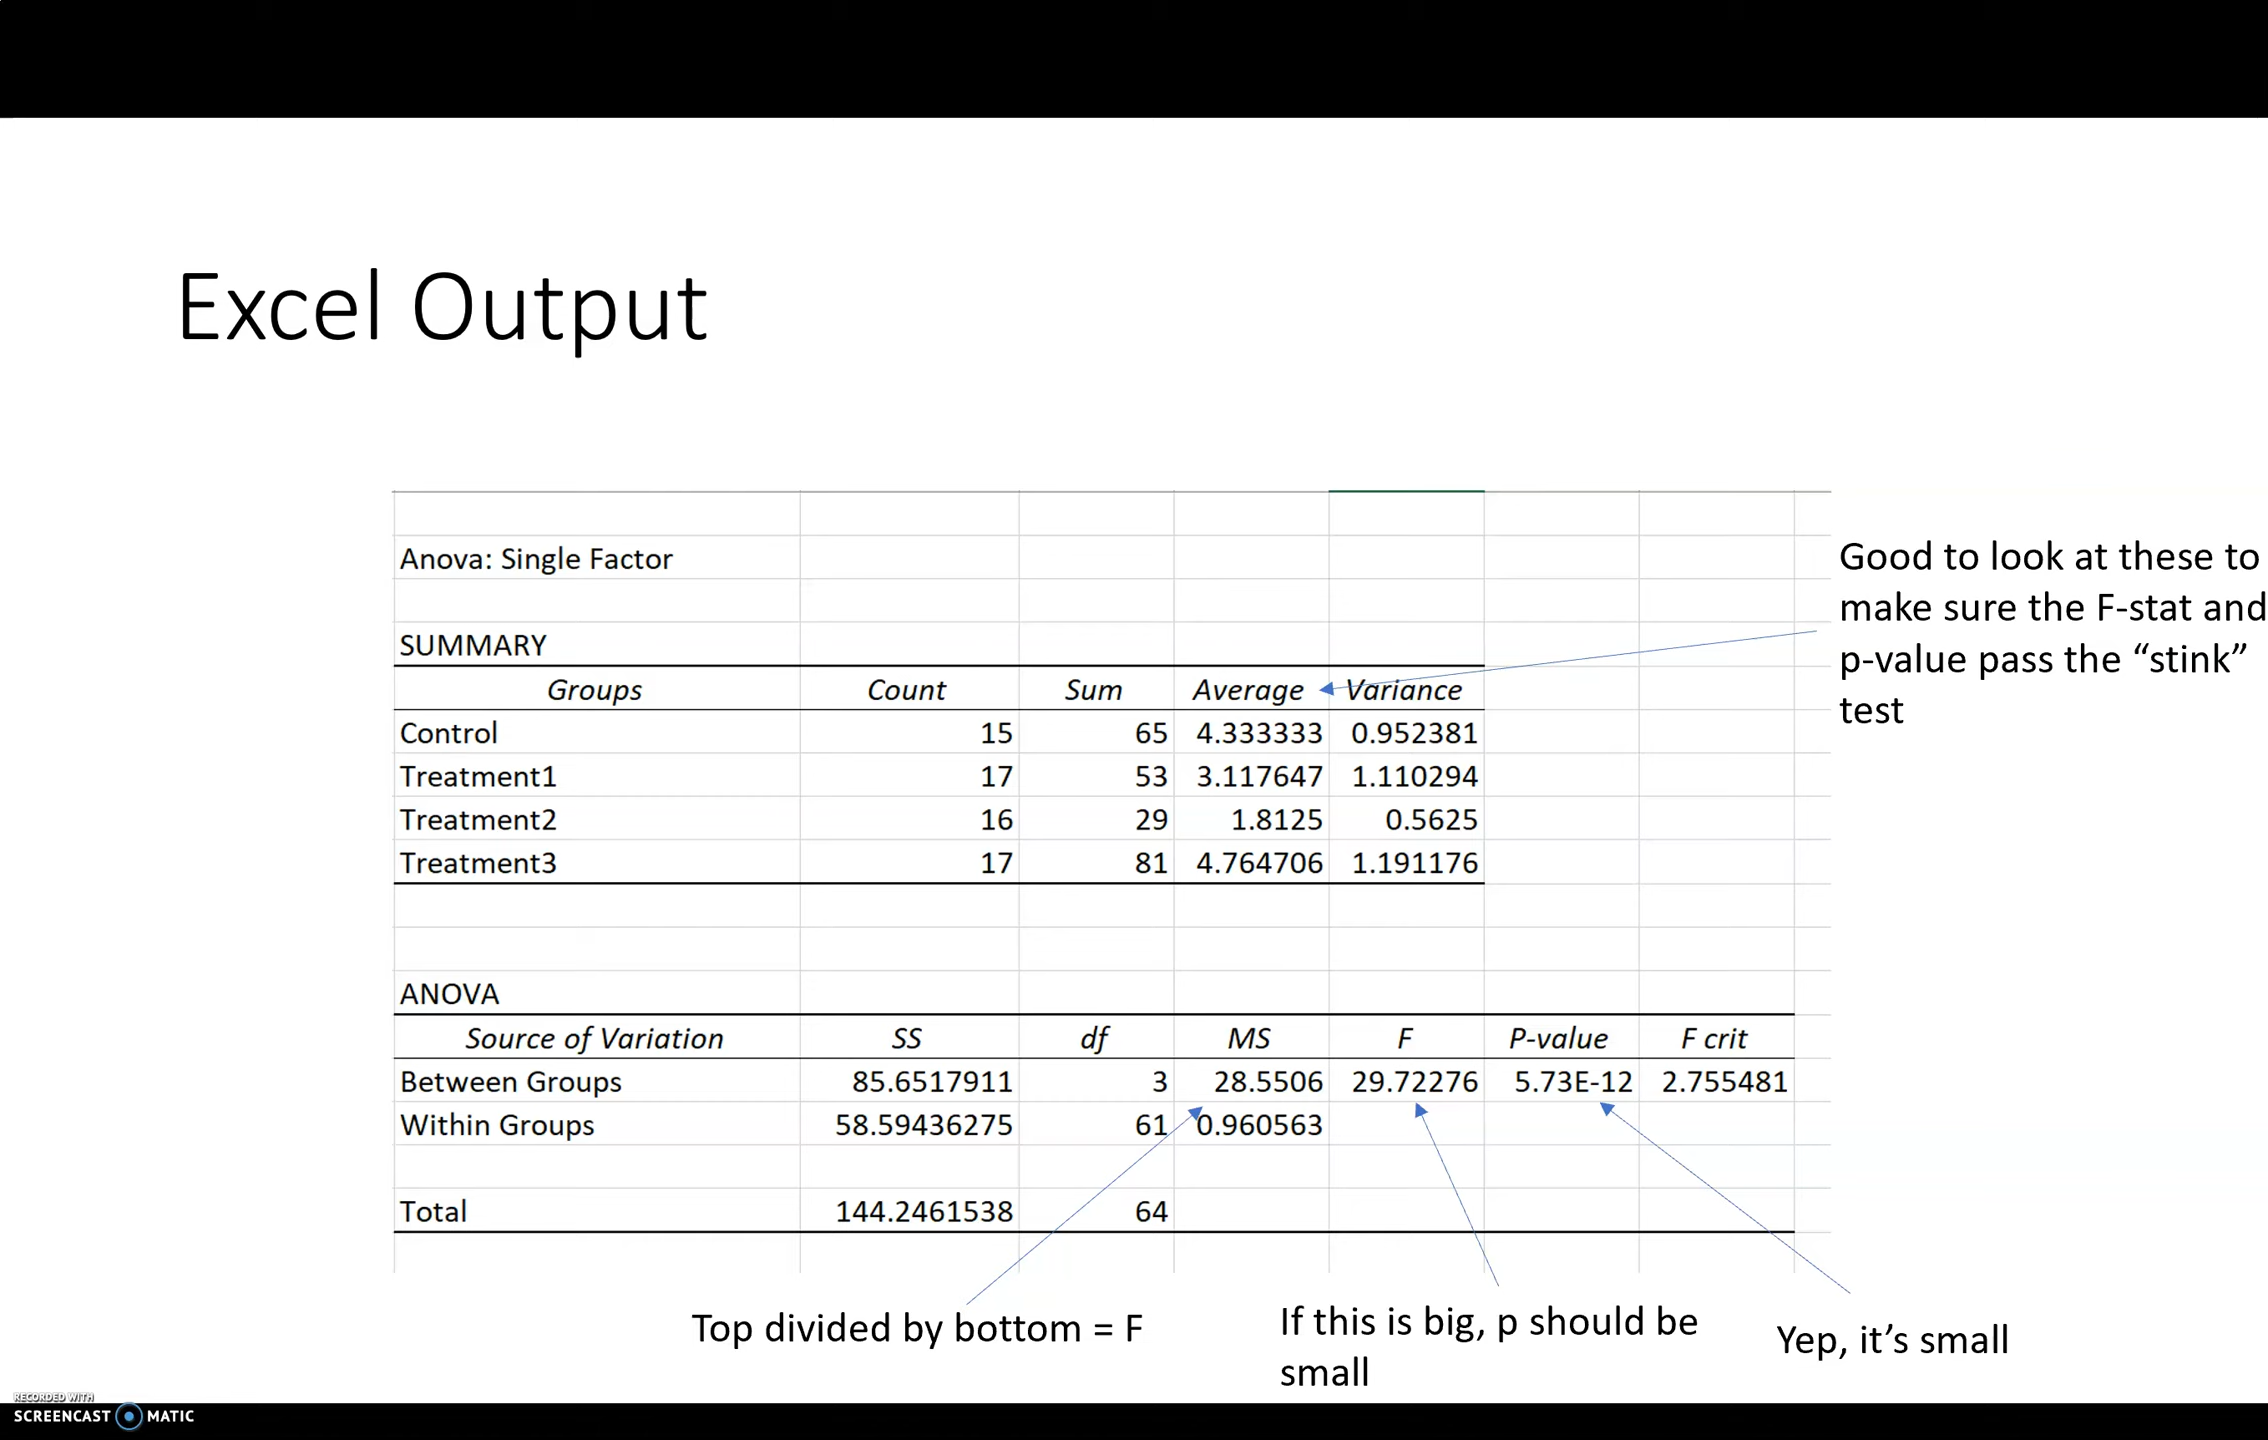 Excel Output
Anova: Single Factor
SUMMARY
Groups Count Sum Average Variance
Control 15 65 4.333333 0.952381
Treatment1 17 53 3.117647 1.110294
Treatment2 16 29 1.8125 0.5625
Treatment3 17 81 4.764706 1.191176
Good to look at these to
make sure the F-stat and
p-value pass the “stink”
test
ANOVA
Source of Variation SS df MS F P-value F crit
Between Groups 85.6517911 3 28.5506 29.72276 5.73E-12 2.755481
Within Groups 58.59436275 61 0.960563
Total 144.2461538 64
Top divided by bottom = F
If this is big, p should be
small
Yep, it’s small
RECORDED WITH
SCREENCAST MATIC